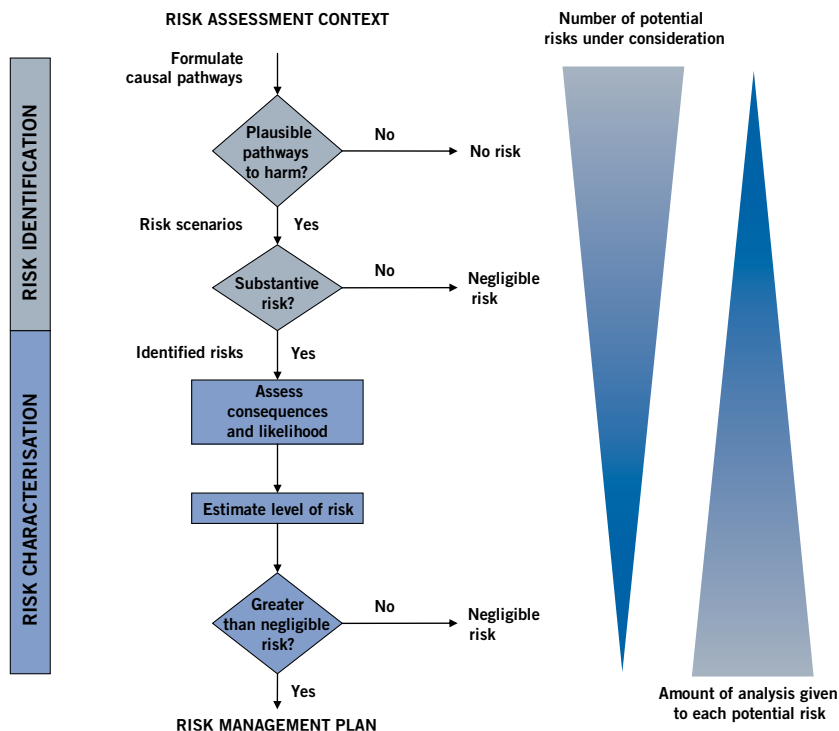 RISK ASSESSMENT CONTEXT
Number of potential
risks under consideration
Formulate
causal pathways
RISK IDENTIFICATION
Plausible
pathways
to harm?
No
No risk
Risk scenarios
Yes
Substantive
risk?
No
Negligible
risk
Identified risks
Yes
RISK CHARACTERISATION
Assess
consequences
and likelihood
Estimate level of risk
Greater
than negligible
risk?
No
Negligible
risk
Yes
RISK MANAGEMENT PLAN
Amount of analysis given
to each potential risk